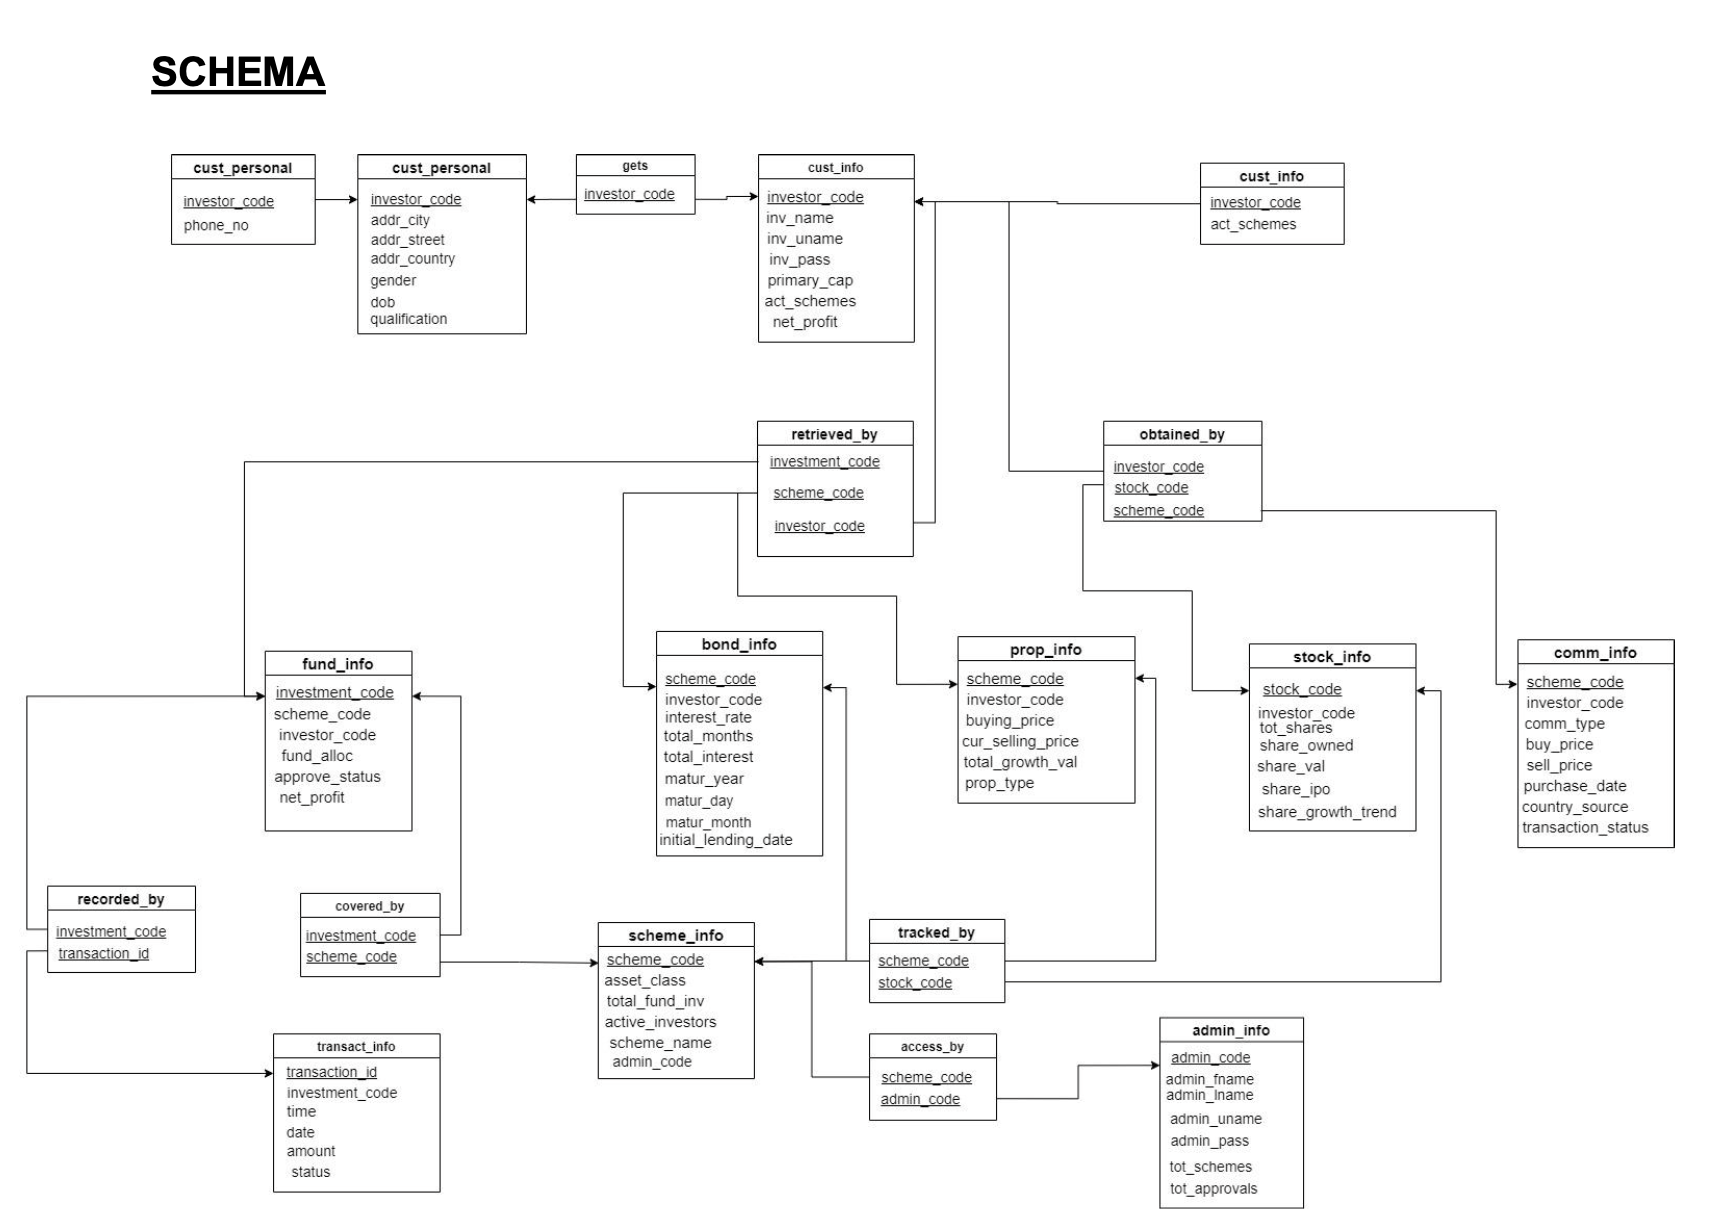 SCHEMA
cust_personal
investor_code
phone_no
cust_personal
investor_code
addr_city
addr_street
addr_country
gender
dob
qualification
gets
investor_code
cust_info
investor_code
inv_name
inv_uname
inv_pass
primary_cap
act_schemes
net_profit
cust_info
investor_code
act_schemes
retrieved_by
investment_code
scheme_code
investor_code
obtained_by
investor_code
stock_code
scheme_code
fund_info
investment_code
scheme_code
investor_code
fund_alloc
approve_status
net_profit
bond_info
scheme_code
investor_code
interest_rate
total_months
total_interest
matur_year
matur_day
matur_month
initial_lending_date
prop_info
scheme_code
investor_code
buying_price
cur_selling_price
total_growth_val
prop_type
stock_info
stock_code
investor_code
tot_shares
share_owned
share_val
share_ipo
share_growth_trend
comm_info
scheme_code
investor_code
comm_type
buy_price
sell_price
purchase_date
country_source
transaction_status
recorded_by
investment_code
transaction_id
covered_by
investment_code
scheme_code
scheme_info
scheme_code
asset_class
total_fund_inv
active_investors
scheme_name
admin_code
tracked_by
scheme_code
stock_code
transact_info
transaction_id
investment_code
time
date
amount
status
access_by
scheme_code
admin_code
admin_info
admin_code
admin_fname
admin_lname
admin_uname
admin_pass
tot_schemes
tot_approvals